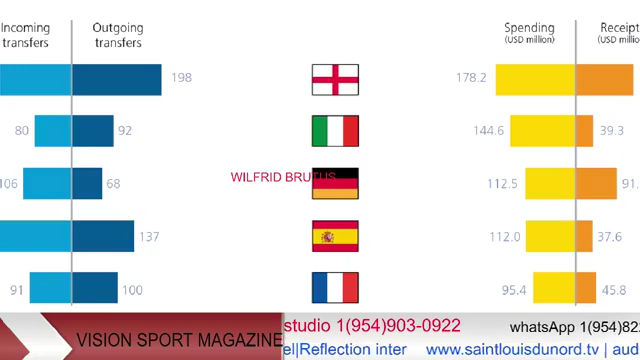 Incoming transfers
Outgoing transfers
Spending (USD million)
198
178.2
80
92
144.6
39.3
106
68
WILFRID BRUTUS
112.5
91.
137
112.0
37.6
91
100
95.4
45.8
VISION SPORT MAGAZINE
studio 1(954)903-0922
whatsApp 1(954)82
el|Reflection inter
www.saintlouisdunord.tv | aud